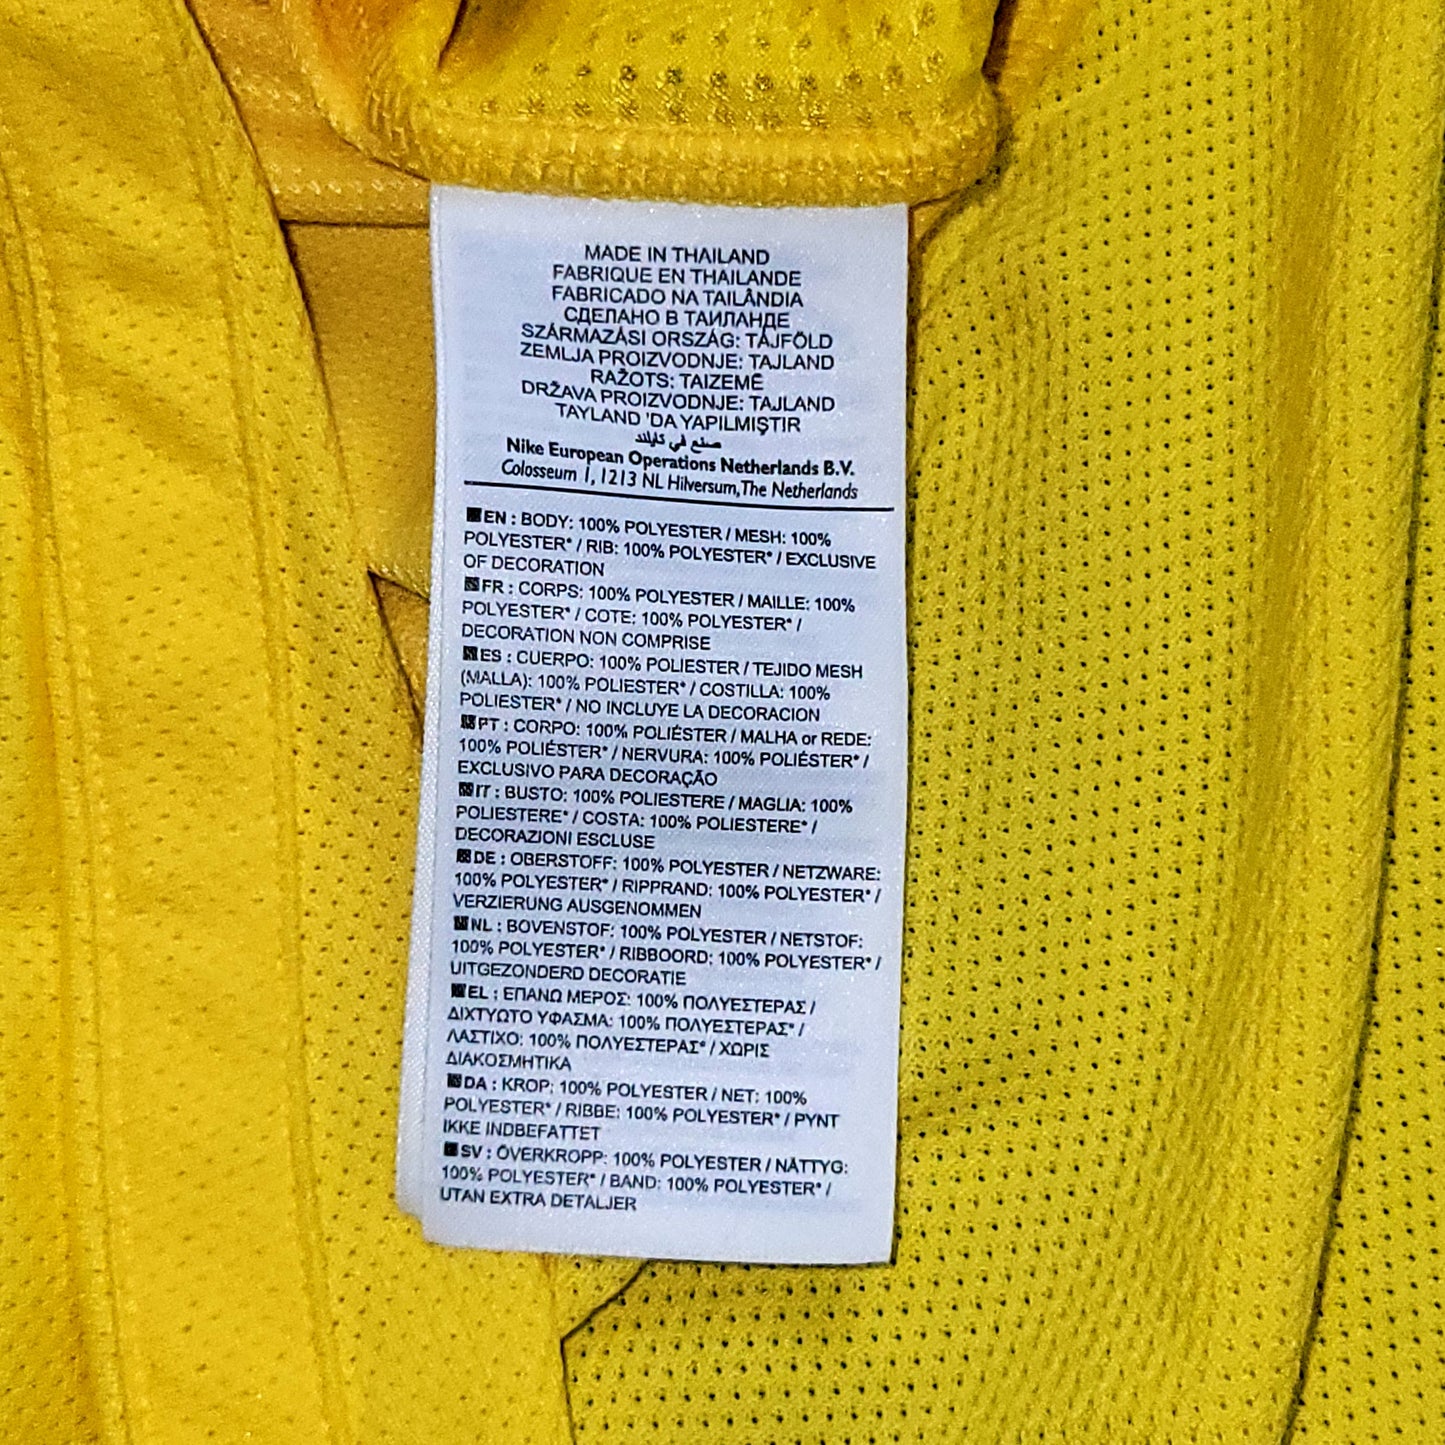 MADE IN THAILAND
FABRIQUE EN THAILANDE
FABRICADO NA TAILÂNDIA
СДЕЛАНО В ТАИЛАНДЕ
SZÁRMAZÁSI ORSZÁG: TAJFÖLD
ZEMLJA PROIZVODNJE: TAJLAND
RAŽOTS: TAIZEMĒ
DRŽAVA PROIZVODNJE: TAJLAND
TAYLAND 'DA YAPILMIŞTIR
صنع في تايلاند
Nike European Operations Netherlands B.V.
Colosseum 1, 1213 NL Hilversum, The Netherlands
EN : BODY: 100% POLYESTER / MESH: 100%
POLYESTER* / RIB: 100% POLYESTER* / EXCLUSIVE
OF DECORATION
FR : CORPS: 100% POLYESTER / MAILLE: 100%
POLYESTER* / COTE: 100% POLYESTER* /
DECORATION NON COMPRISE
ES : CUERPO: 100% POLIESTER / TEJIDO MESH
(MALLA): 100% POLIESTER* / COSTILLA: 100%
POLIESTER* / NO INCLUYE LA DECORACION
PT : CORPO: 100% POLIÉSTER / MALHA or REDE:
100% POLIÉSTER* / NERVURA: 100% POLIÉSTER* /
EXCLUSIVO PARA DECORAÇÃO
IT : BUSTO: 100% POLIESTERE / MAGLIA: 100%
POLIESTERE* / COSTA: 100% POLIESTERE* /
DECORAZIONI ESCLUSE
DE : OBERSTOFF: 100% POLYESTER / NETZWARE:
100% POLYESTER* / RIPPRAND: 100% POLYESTER* /
VERZIERUNG AUSGENOMMEN
NL : BOVENSTOF: 100% POLYESTER / NETSTOF:
100% POLYESTER* / RIBBOORD: 100% POLYESTER* /
UITGEZONDERD DECORATIE
EL : ΕΠΑΝΩ ΜΕΡΟΣ: 100% ΠΟΛΥΕΣΤΕΡΑΣ /
ΔΙΧΤΥΩΤΟ ΥΦΑΣΜΑ: 100% ΠΟΛΥΕΣΤΕΡΑΣ* /
ΛΑΣΤΙΧΟ: 100% ΠΟΛΥΕΣΤΕΡΑΣ* / ΧΩΡΙΣ
ΔΙΑΚΟΣΜΗΤΙΚΑ
DA : KROP: 100% POLYESTER / NET: 100%
POLYESTER* / RIBBE: 100% POLYESTER* / PYNT
IKKE INDBEFATTET
SV : ÖVERKROPP: 100% POLYESTER / NÄTTYG:
100% POLYESTER* / BAND: 100% POLYESTER* /
UTAN EXTRA DETALJER